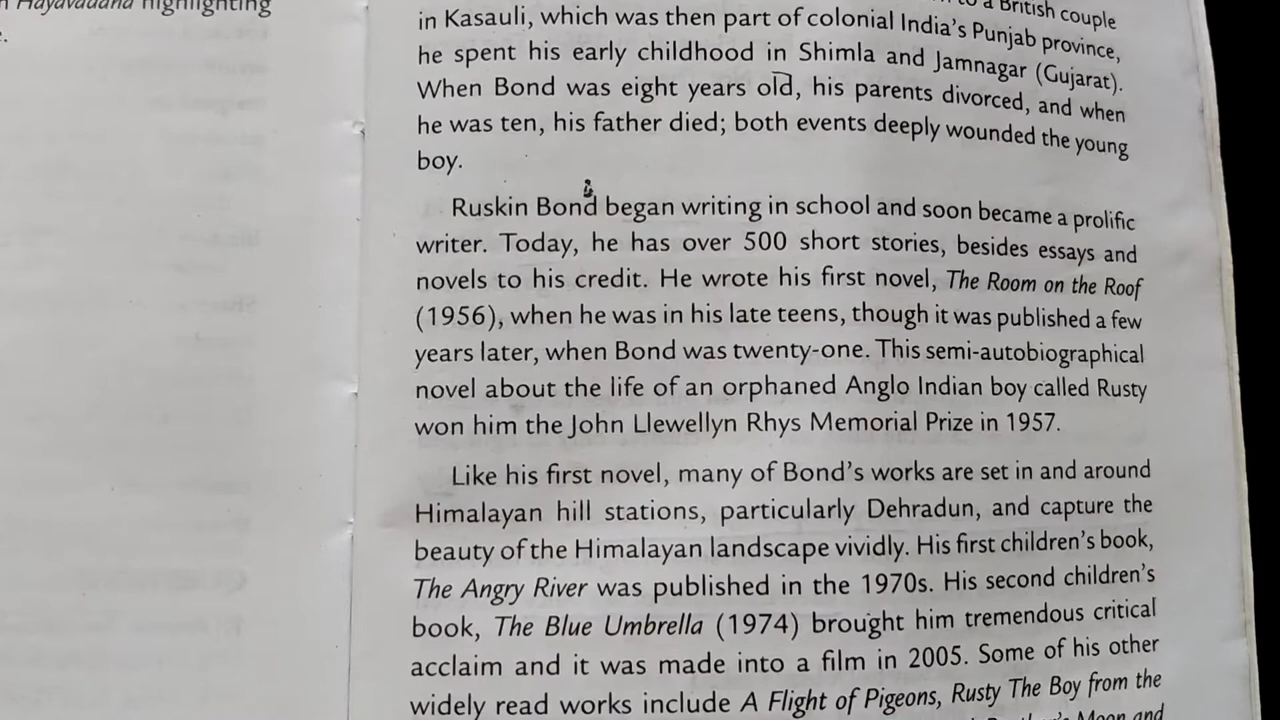 Hayavadana highlighting
to a British couple
in Kasauli, which was then part of colonial India's Punjab province,
he spent his early childhood in Shimla and Jamnagar (Gujarat).
When Bond was eight years old, his parents divorced, and when
he was ten, his father died; both events deeply wounded the young
boy.
Ruskin Bond began writing in school and soon became a prolific
writer. Today, he has over 500 short stories, besides essays and
novels to his credit. He wrote his first novel, The Room on the Roof
(1956), when he was in his late teens, though it was published a few
years later, when Bond was twenty-one. This semi-autobiographical
novel about the life of an orphaned Anglo Indian boy called Rusty
won him the John Llewellyn Rhys Memorial Prize in 1957.
Like his first novel, many of Bond's works are set in and around
Himalayan hill stations, particularly Dehradun, and capture the
beauty of the Himalayan landscape vividly. His first children's book,
The Angry River was published in the 1970s. His second children's
book, The Blue Umbrella (1974) brought him tremendous critical
acclaim and it was made into a film in 2005. Some of his other
widely read works include A Flight of Pigeons, Rusty The Boy from the
Moon and